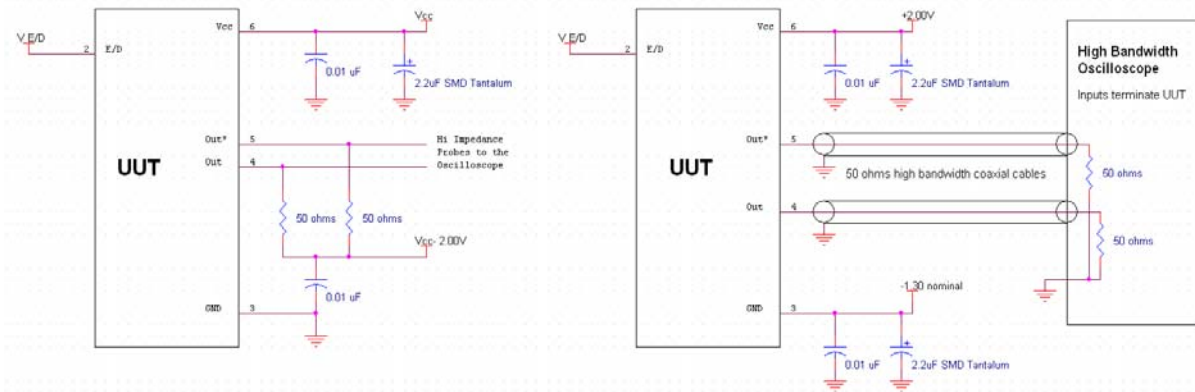 Vcc
V_E/D
2
E/D
Vcc
6
0.01 uF
2.2uF SMD Tantalum
Out*
5
Hi Impedance
Probes to the
Oscilloscope
Out
4
UUT
50 ohms
50 ohms
Vcc- 2.00V
0.01 uF
GND
3
+2.00V
V_E/D
2
E/D
Vcc
6
0.01 uF
2.2uF SMD Tantalum
High Bandwidth
Oscilloscope
Inputs terminate UUT
Out*
5
UUT
50 ohms high bandwidth coaxial cables
50 ohms
Out
4
50 ohms
-1.30 nominal
GND
3
0.01 uF
2.2uF SMD Tantalum